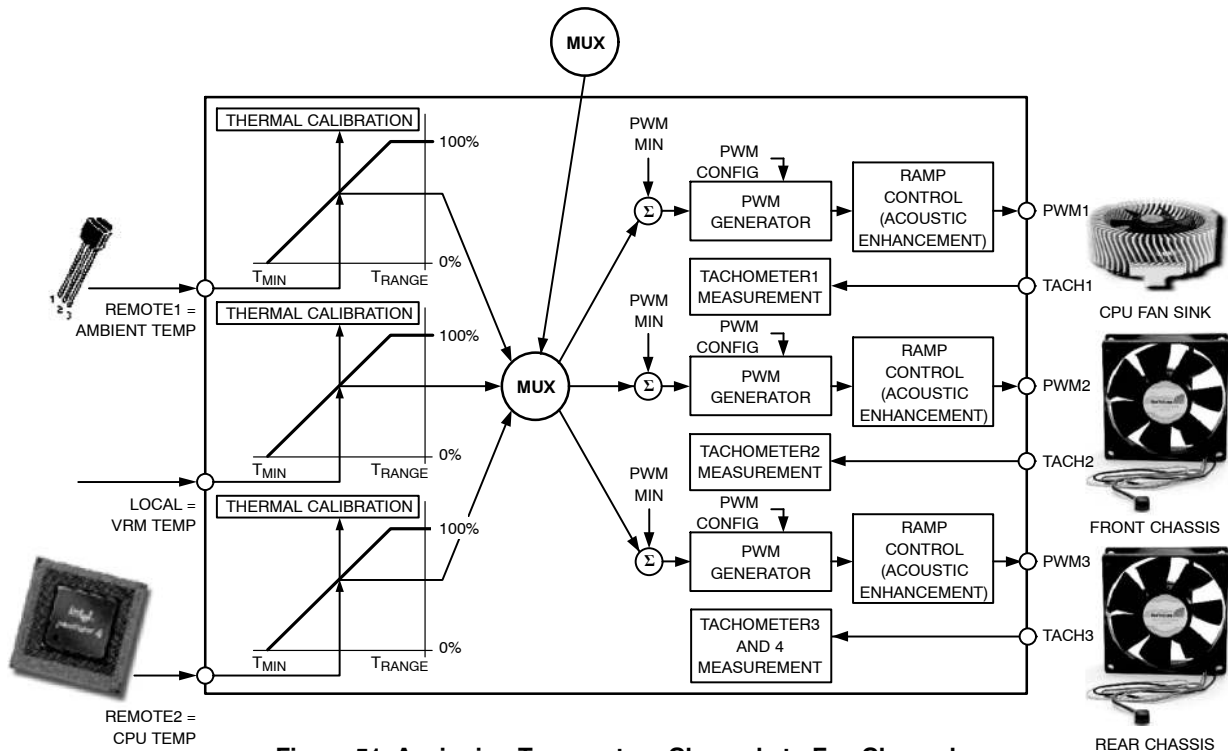 MUX
THERMAL CALIBRATION
100%
0%
TMIN
TRANGE
REMOTE1 =
AMBIENT TEMP
THERMAL CALIBRATION
100%
0%
TMIN
TRANGE
LOCAL =
VRM TEMP
THERMAL CALIBRATION
100%
0%
TMIN
TRANGE
REMOTE2 =
CPU TEMP
1
2
3
MUX
PWM
MIN
Σ
PWM
CONFIG
PWM
GENERATOR
RAMP
CONTROL
(ACOUSTIC
ENHANCEMENT)
PWM1
TACHOMETER1
MEASUREMENT
TACH1
CPU FAN SINK
PWM
MIN
Σ
PWM
CONFIG
PWM
GENERATOR
RAMP
CONTROL
(ACOUSTIC
ENHANCEMENT)
PWM2
TACHOMETER2
MEASUREMENT
TACH2
FRONT CHASSIS
PWM
MIN
Σ
PWM
CONFIG
PWM
GENERATOR
RAMP
CONTROL
(ACOUSTIC
ENHANCEMENT)
PWM3
TACHOMETER3
AND 4
MEASUREMENT
TACH3
REAR CHASSIS
intel